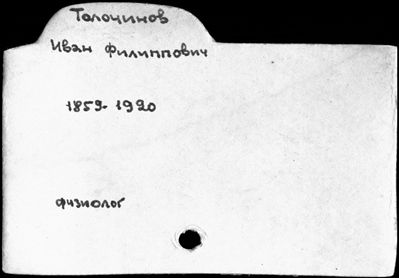 Толочинов
Иван Филиппович
1859-1920
физиолог